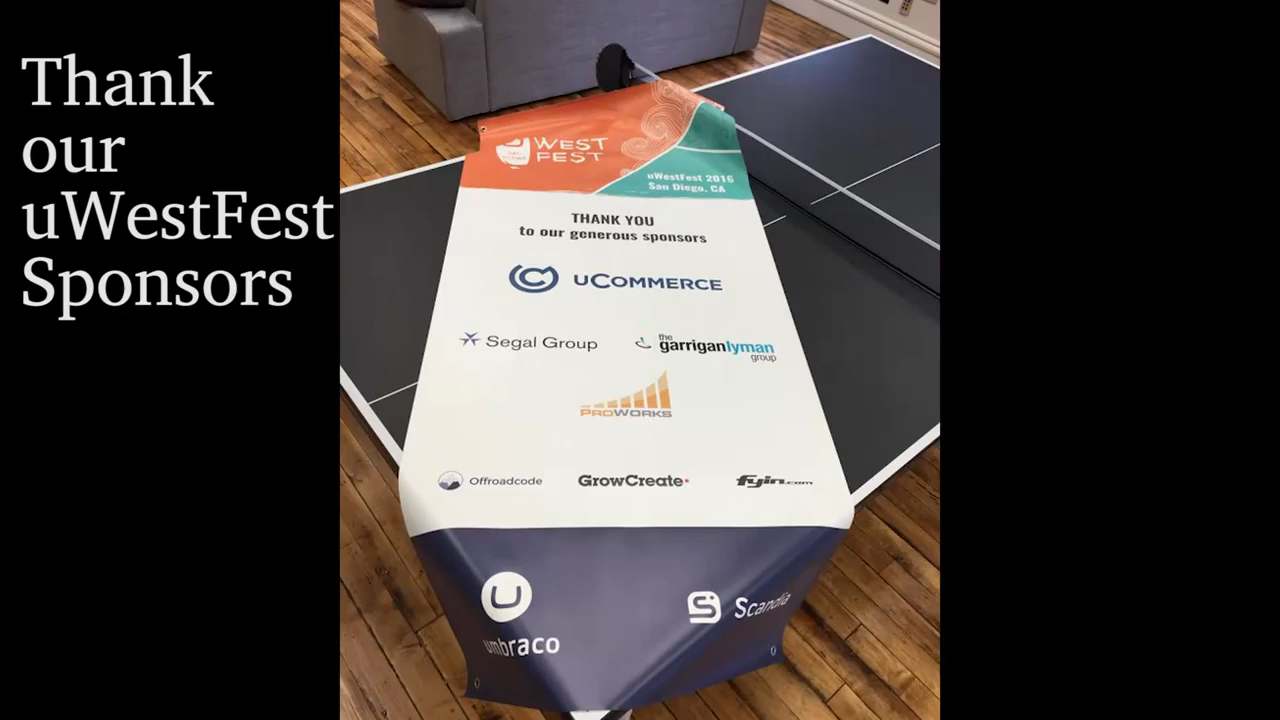 Thank
our
uWestFest
Sponsors
WEST
FEST
uWestFest 2016
San Diego, CA
THANK YOU
to our generous sponsors
uCommerce
Segal Group
the
garriganlyman
group
PROWORKS
Offroadcode
GrowCreate
fyin.com
umbraco
Scandia